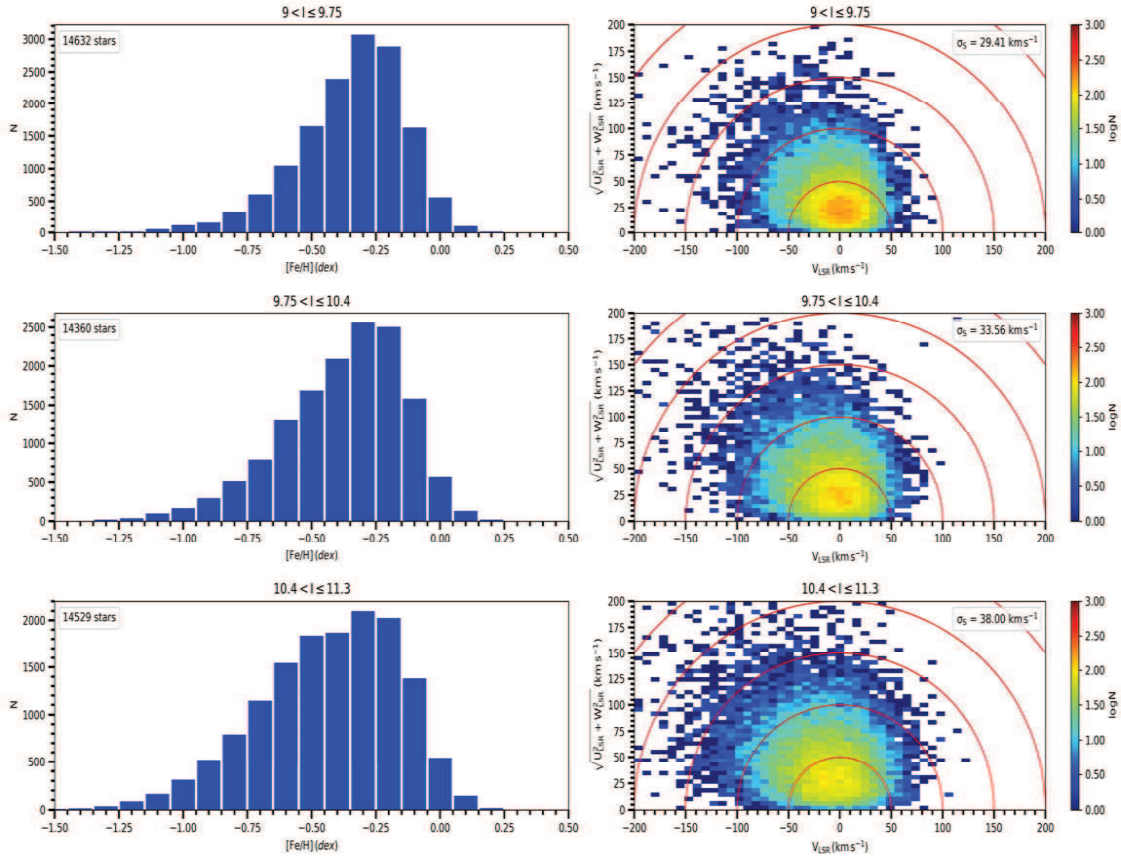 9 < I ≤ 9.75
14632 stars
3000
2500
2000
1500
1000
500
0
N
−1.50 −1.25 −1.00 −0.75 −0.50 −0.25 0.00 0.25 0.50
[Fe/H](dex)
9 < I ≤ 9.75
σS = 29.41 km s−1
200
175
150
125
100
75
50
25
0
√U²LSR + W²LSR (km s−1)
−200 −150 −100 −50 0 50 100 150 200
VLSR (km s−1)
3.00
2.50
2.00
1.50
1.00
0.50
0.00
logN
9.75 < I ≤ 10.4
14360 stars
2500
2000
1500
1000
500
0
N
−1.50 −1.25 −1.00 −0.75 −0.50 −0.25 0.00 0.25 0.50
[Fe/H](dex)
9.75 < I ≤ 10.4
σS = 33.56 km s−1
200
175
150
125
100
75
50
25
0
√U²LSR + W²LSR (km s−1)
−200 −150 −100 −50 0 50 100 150 200
VLSR (km s−1)
3.00
2.50
2.00
1.50
1.00
0.50
0.00
logN
10.4 < I ≤ 11.3
14529 stars
2000
1500
1000
500
0
N
−1.50 −1.25 −1.00 −0.75 −0.50 −0.25 0.00 0.25 0.50
[Fe/H](dex)
10.4 < I ≤ 11.3
σS = 38.00 km s−1
200
175
150
125
100
75
50
25
0
√U²LSR + W²LSR (km s−1)
−200 −150 −100 −50 0 50 100 150 200
VLSR (km s−1)
3.00
2.50
2.00
1.50
1.00
0.50
0.00
logN